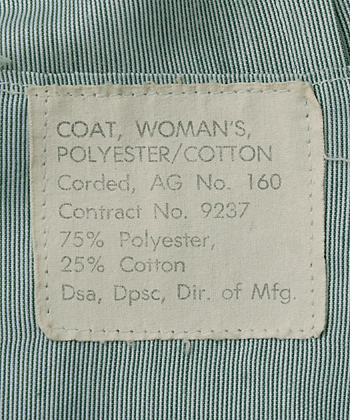 COAT, WOMAN'S,
POLYESTER/COTTON
Corded, AG No. 160
Contract No. 9237
75% Polyester,
25% Cotton
Dsa, Dpsc, Dir. of Mfg.